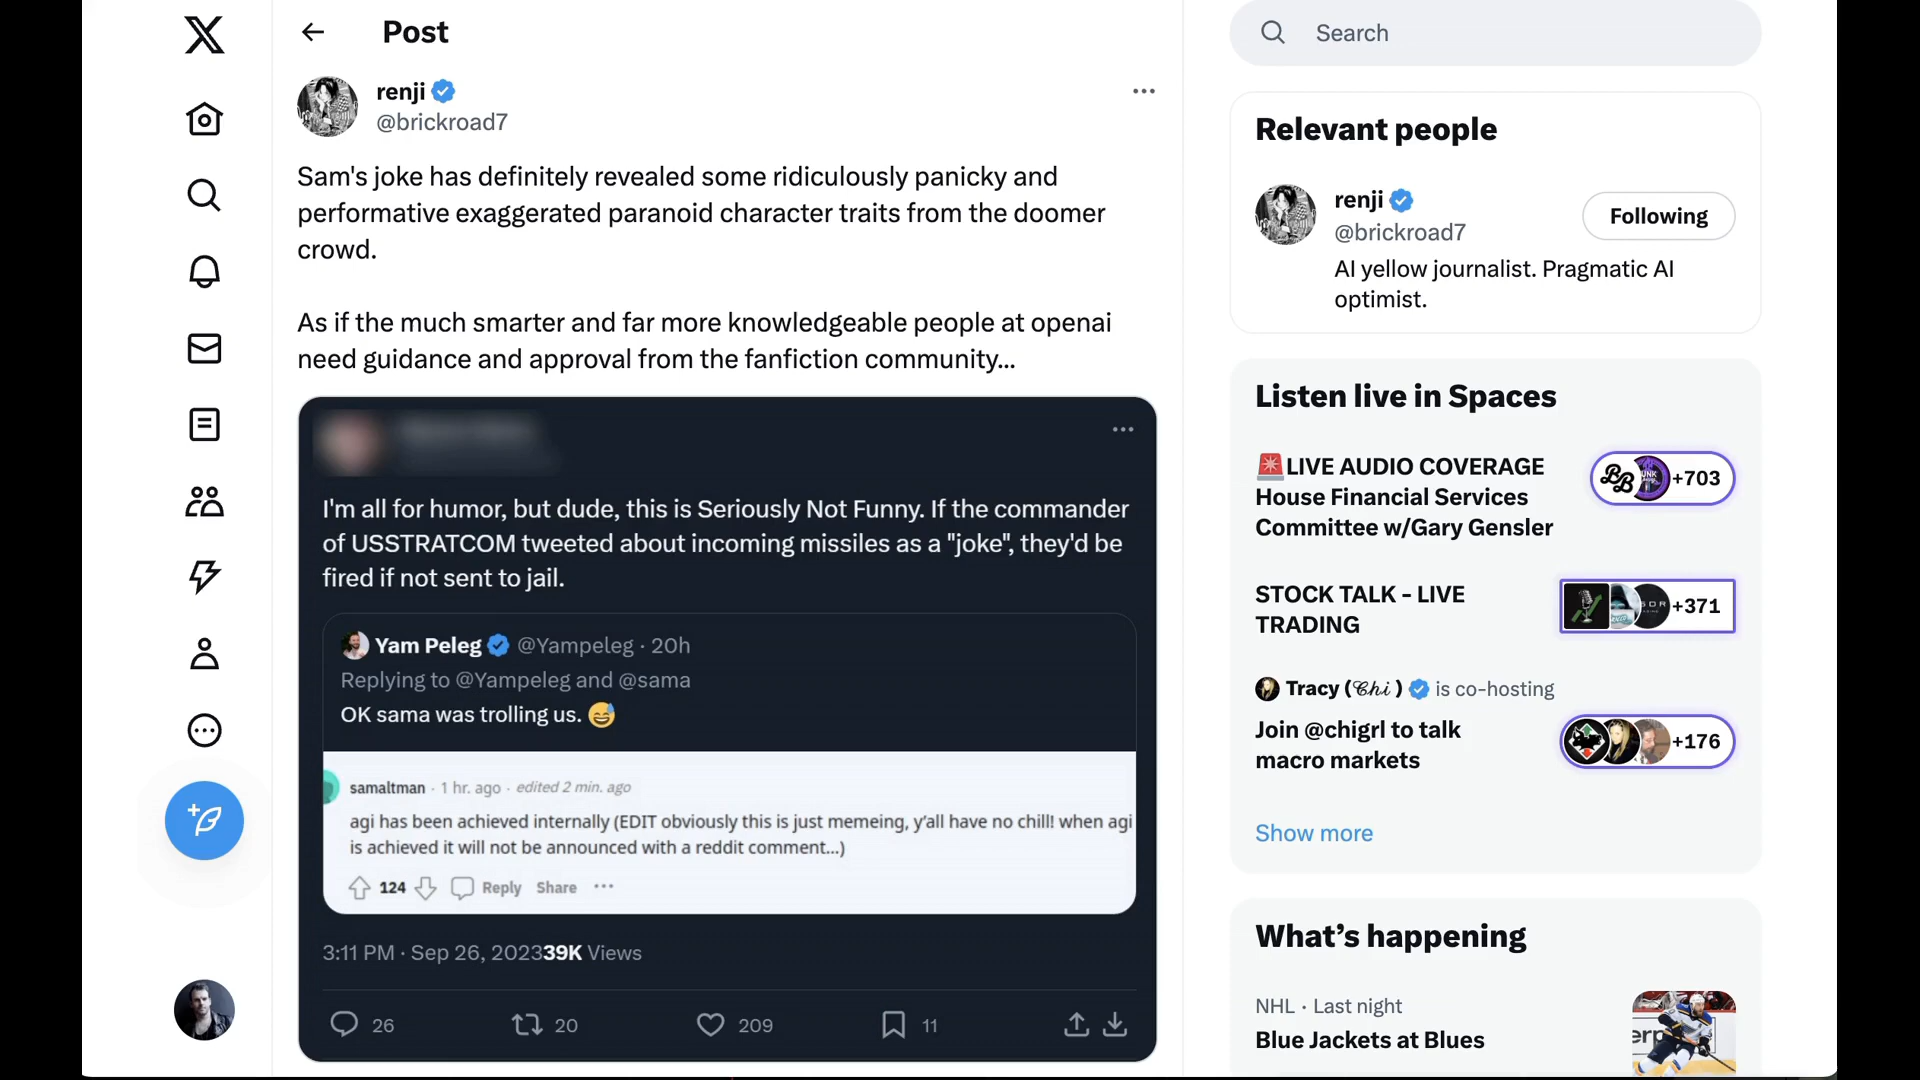 Post
renji
@brickroad7
Sam's joke has definitely revealed some ridiculously panicky and
performative exaggerated paranoid character traits from the doomer
crowd.
As if the much smarter and far more knowledgeable people at openai
need guidance and approval from the fanfiction community...
I'm all for humor, but dude, this is Seriously Not Funny. If the commander
of USSTRATCOM tweeted about incoming missiles as a "joke", they'd be
fired if not sent to jail.
Yam Peleg @Yampeleg · 20h
Replying to @Yampeleg and @sama
OK sama was trolling us. 😅
samaltman · 1 hr. ago · edited 2 min. ago
agi has been achieved internally (EDIT obviously this is just memeing, y'all have no chill! when agi
is achieved it will not be announced with a reddit comment...)
124 Reply Share ...
3:11 PM · Sep 26, 202339K Views
26 20 209 11
Search
Relevant people
renji
@brickroad7
Following
AI yellow journalist. Pragmatic AI
optimist.
Listen live in Spaces
🚨LIVE AUDIO COVERAGE
House Financial Services
Committee w/Gary Gensler
+703
STOCK TALK - LIVE
TRADING
+371
Tracy (𝒞𝒽𝒾 ) is co-hosting
Join @chigrl to talk
macro markets
+176
Show more
What's happening
NHL · Last night
Blue Jackets at Blues